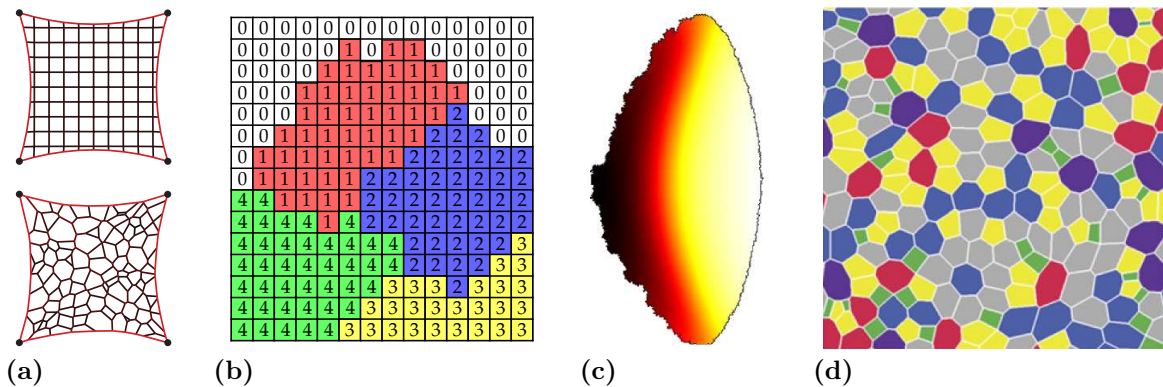 0 0 0 0 0 0 0 0 0 0 0 0 0 0
0 0 0 0 0 1 0 1 1 0 0 0 0 0
0 0 0 0 1 1 1 1 1 1 0 0 0 0
0 0 0 1 1 1 1 1 1 1 1 0 0 0
0 0 0 1 1 1 1 1 1 1 2 0 0 0
0 0 1 1 1 1 1 1 1 2 2 2 0 0
0 1 1 1 1 1 1 1 2 2 2 2 2 2
0 1 1 1 1 1 2 2 2 2 2 2 2 2
4 4 1 1 1 1 2 2 2 2 2 2 2 2
4 4 4 4 1 4 2 2 2 2 2 2 2 2
4 4 4 4 4 4 4 4 2 2 2 2 2 3
4 4 4 4 4 4 4 4 2 2 2 2 3 3
4 4 4 4 4 4 4 3 3 3 2 3 3 3
4 4 4 4 4 4 3 3 3 3 3 3 3 3
4 4 4 4 4 3 3 3 3 3 3 3 3 3
(a) (b) (c) (d)